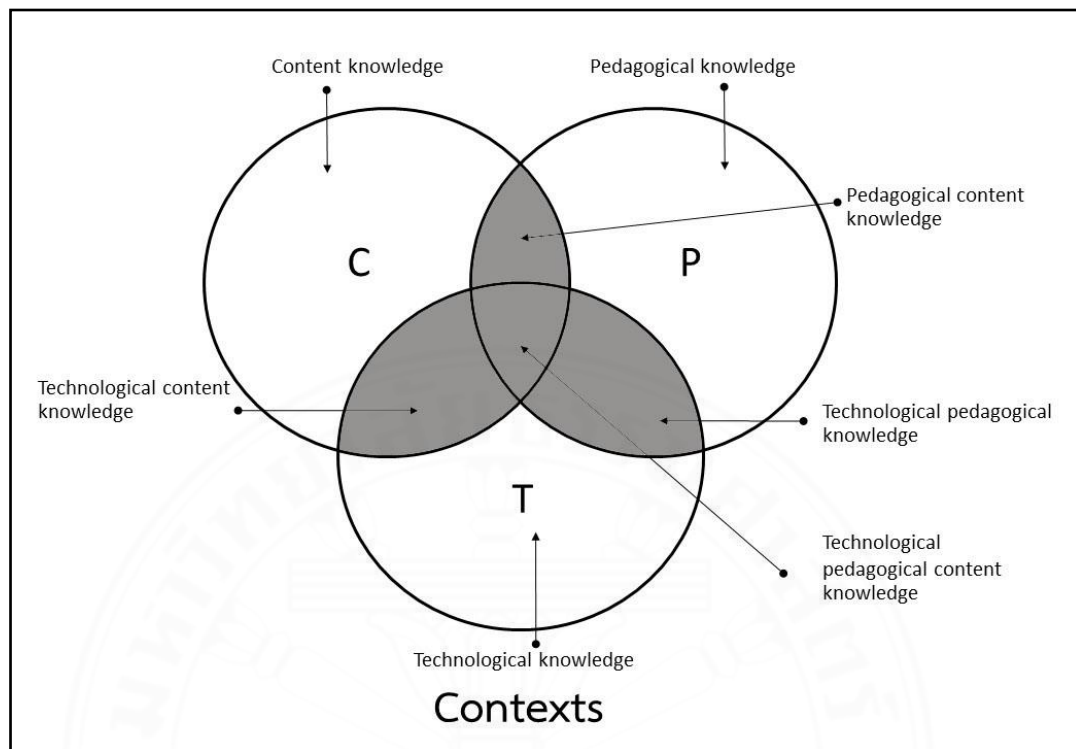 Content knowledge
Pedagogical knowledge
Pedagogical content
knowledge
C
P
Technological content
knowledge
Technological pedagogical
knowledge
T
Technological
pedagogical content
knowledge
Technological knowledge
Contexts